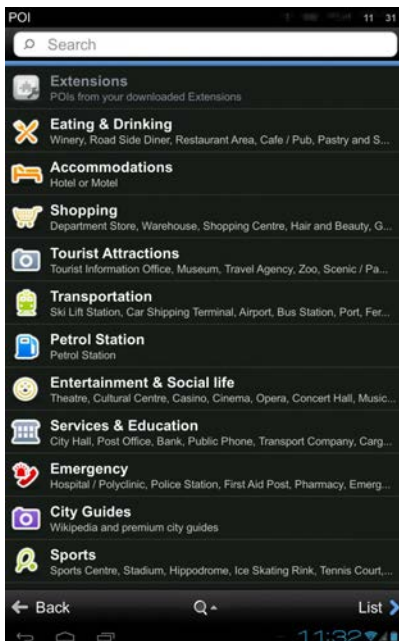 POI
11 31
Search
Extensions
POIs from your downloaded Extensions
Eating & Drinking
Winery, Road Side Diner, Restaurant Area, Cafe / Pub, Pastry and S...
Accommodations
Hotel or Motel
Shopping
Department Store, Warehouse, Shopping Centre, Hair and Beauty, G...
Tourist Attractions
Tourist Information Office, Museum, Travel Agency, Zoo, Scenic / Pa...
Transportation
Ski Lift Station, Car Shipping Terminal, Airport, Bus Station, Port, Fer...
Petrol Station
Petrol Station
Entertainment & Social life
Theatre, Cultural Centre, Casino, Cinema, Opera, Concert Hall, Music...
Services & Education
City Hall, Post Office, Bank, Public Phone, Transport Company, Carg...
Emergency
Hospital / Polyclinic, Police Station, First Aid Post, Pharmacy, Emerg...
City Guides
Wikipedia and premium city guides
Sports
Sports Centre, Stadium, Hippodrome, Ice Skating Rink, Tennis Court,...
Back
List
11:32